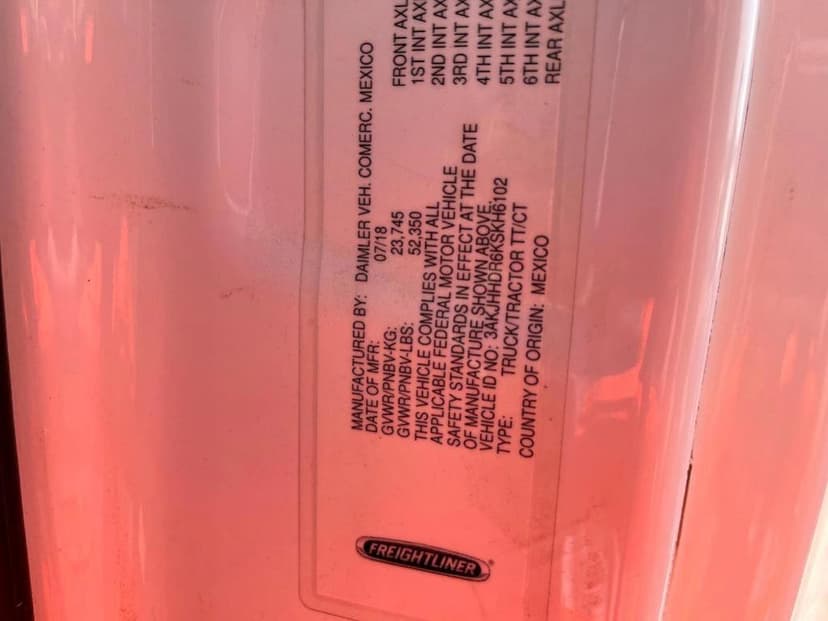 MANUFACTURED BY: DAIMLER VEH. COMERC. MEXICO
DATE OF MFR: 07/18
GVWR/PNBV-KG: 23,745
GVWR/PNBV-LBS: 52,350
THIS VEHICLE COMPLIES WITH ALL
APPLICABLE FEDERAL MOTOR VEHICLE
SAFETY STANDARDS IN EFFECT AT THE DATE
OF MANUFACTURE SHOWN ABOVE.
VEHICLE ID NO: 3AKJHHDR6KSKH6102
TYPE: TRUCK/TRACTOR TT/CT
COUNTRY OF ORIGIN: MEXICO
FRONT AXL
1ST INT AX
2ND INT AX
3RD INT AX
4TH INT AX
5TH INT AX
6TH INT AX
REAR AXL
FREIGHTLINER®